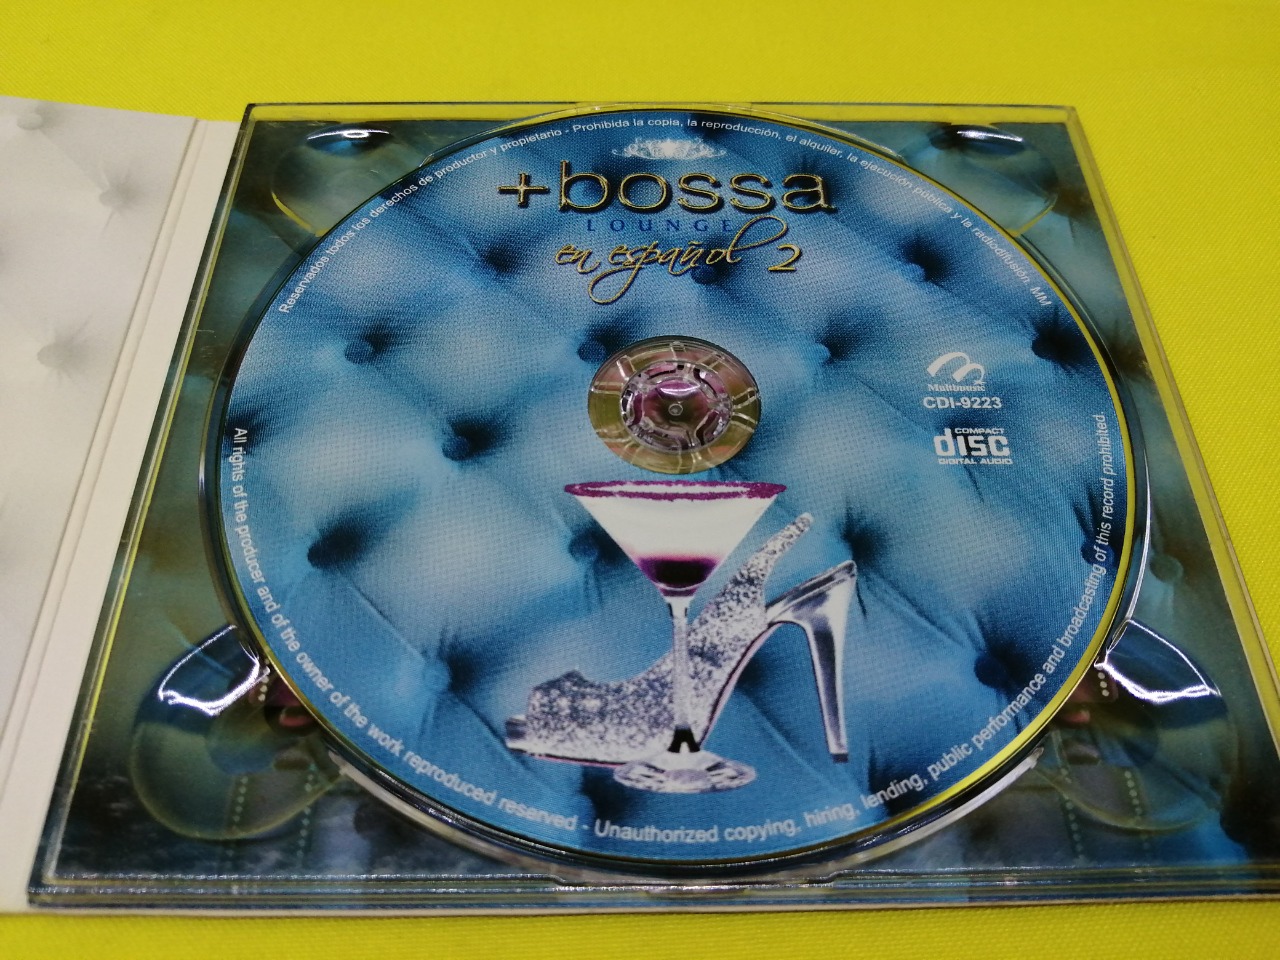 Reservados todos los derechos de productor y propietario - Prohibida la copia, la reproducción, el alquiler, la ejecución pública y la radiodifusión. MM
+bossa
LOUNGE
en español 2
Multimusic
CDI-9223
COMPACT
disc
DIGITAL AUDIO
All rights of the producer and of the owner of the work reproduced reserved - Unauthorized copying, hiring, lending, public performance and broadcasting of this record prohibited.